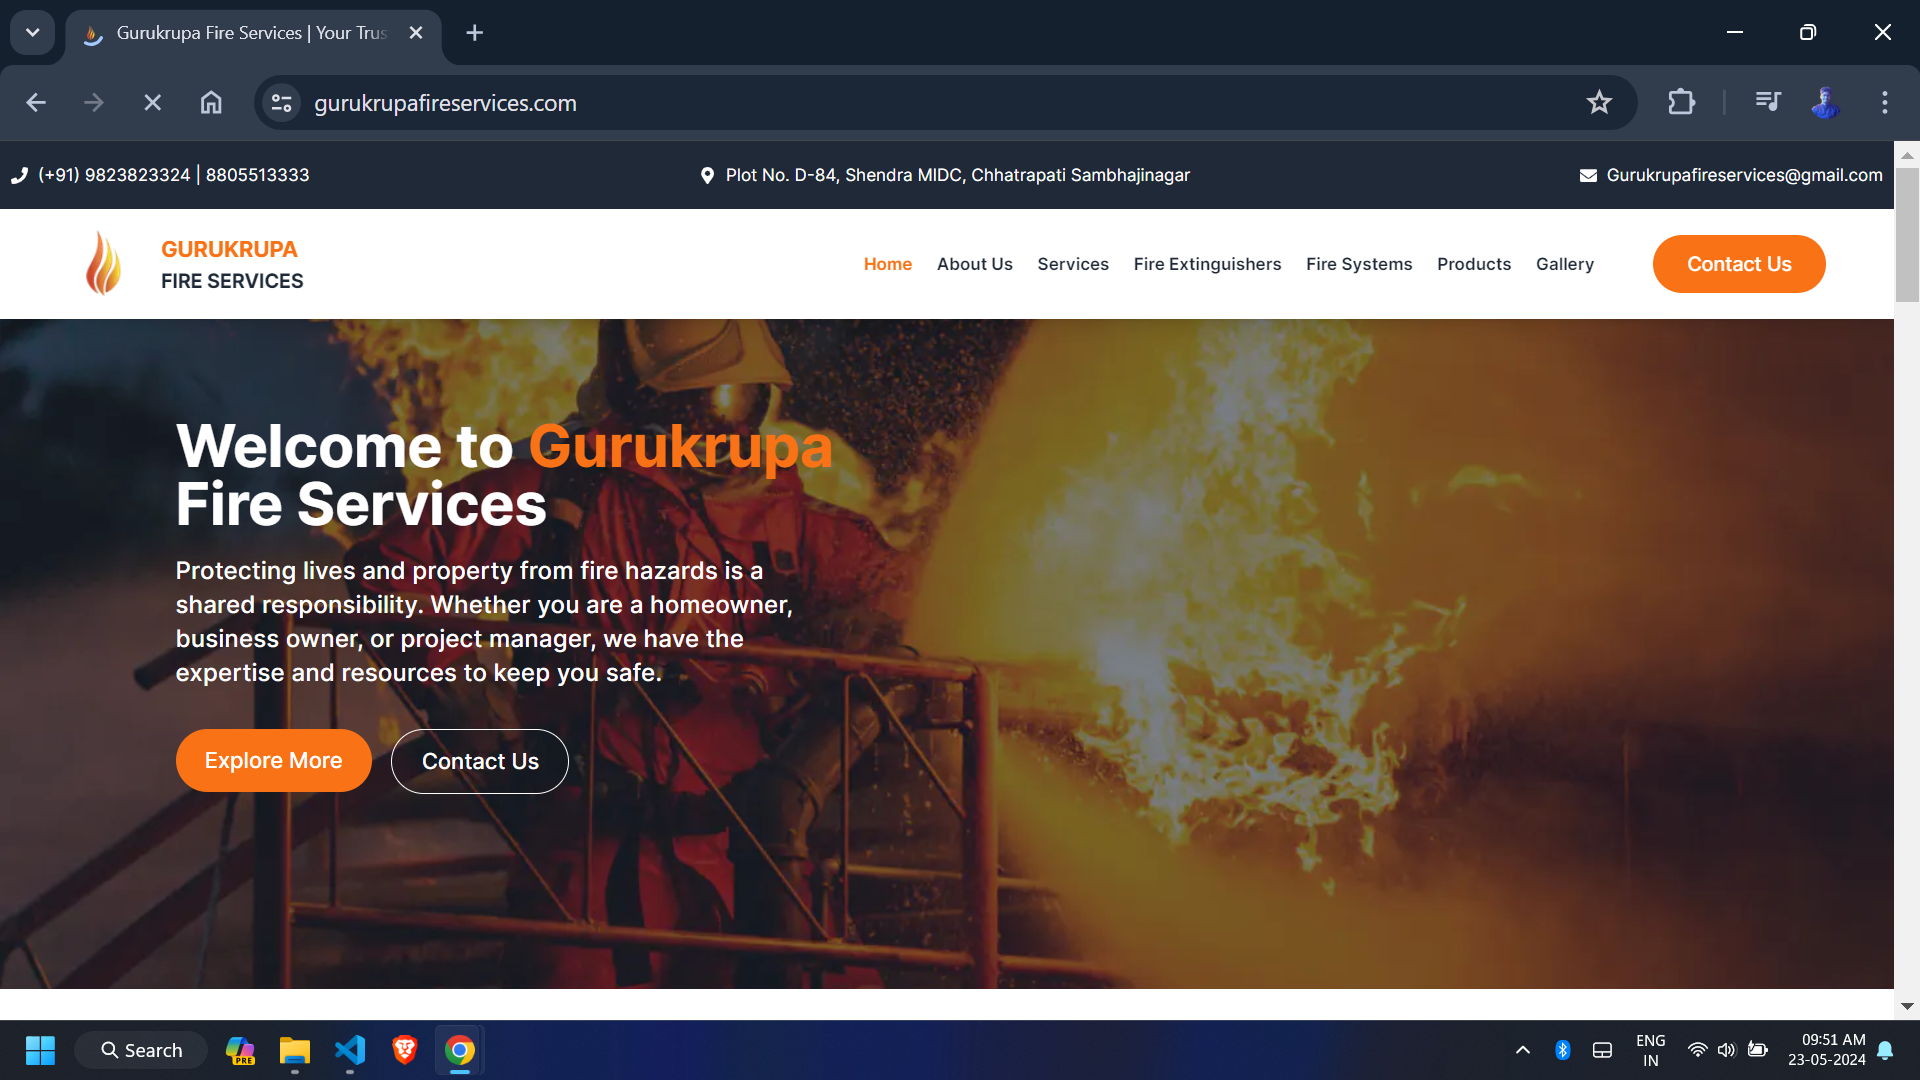 Gurukrupa Fire Services | Your Trus
gurukrupafireservices.com
(+91) 9823823324 | 8805513333
Plot No. D-84, Shendra MIDC, Chhatrapati Sambhajinagar
Gurukrupafireservices@gmail.com
GURUKRUPA
FIRE SERVICES
Home About Us Services Fire Extinguishers Fire Systems Products Gallery
Contact Us
Welcome to Gurukrupa
Fire Services
Protecting lives and property from fire hazards is a
shared responsibility. Whether you are a homeowner,
business owner, or project manager, we have the
expertise and resources to keep you safe.
Explore More
Contact Us
Search
PRE
ENG
IN
09:51 AM
23-05-2024